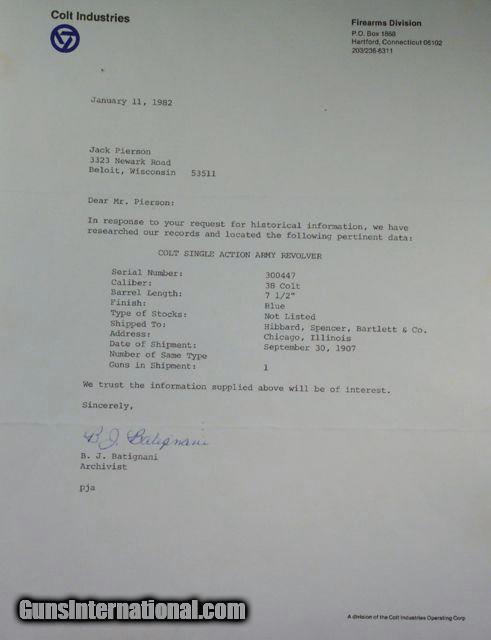 Colt Industries
Firearms Division
P.O. Box 1868
Hartford, Connecticut 06102
203/236-6311
January 11, 1982
Jack Pierson
3323 Newark Road
Beloit, Wisconsin 53511
Dear Mr. Pierson:
In response to your request for historical information, we have
researched our records and located the following pertinent data:
COLT SINGLE ACTION ARMY REVOLVER
Serial Number: 300447
Caliber: 38 Colt
Barrel Length: 7 1/2"
Finish: Blue
Type of Stocks: Not Listed
Shipped To: Hibbard, Spencer, Bartlett & Co.
Address: Chicago, Illinois
Date of Shipment: September 30, 1907
Number of Same Type
Guns in Shipment: 1
We trust the information supplied above will be of interest.
Sincerely,
B. J. Batignani
B. J. Batignani
Archivist
pja
GunsInternational.com
A division of the Colt Industries Operating Corp